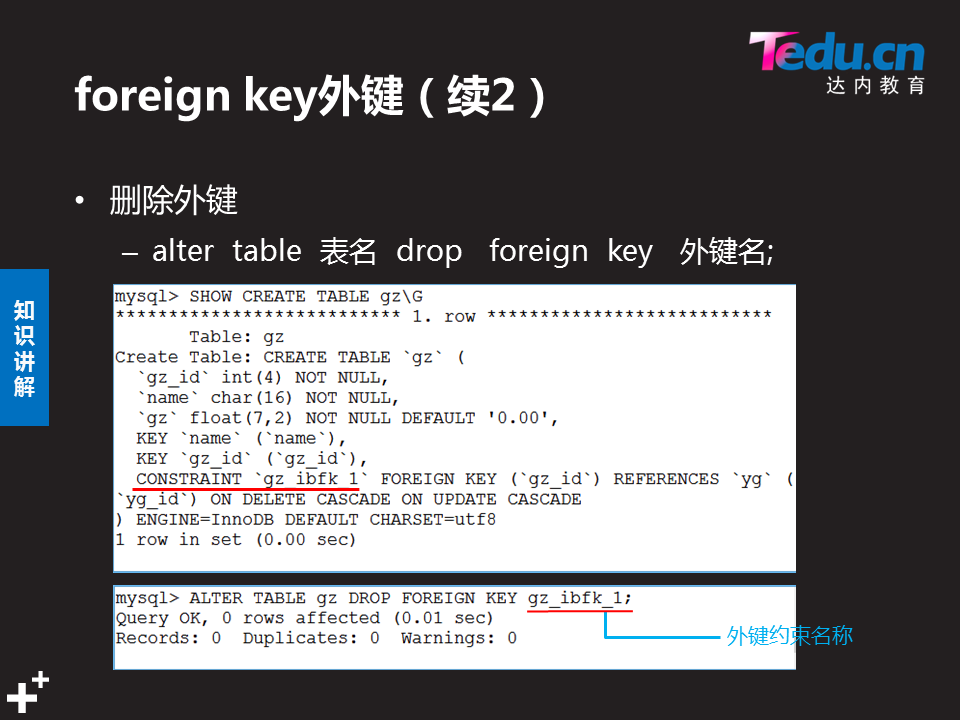 Tedu.cn
达内教育
foreign key外键（续2）
• 删除外键
– alter table 表名 drop foreign key 外键名;
知识讲解
mysql> SHOW CREATE TABLE gz\G
*************************** 1. row ***************************
Table: gz
Create Table: CREATE TABLE `gz` (
`gz_id` int(4) NOT NULL,
`name` char(16) NOT NULL,
`gz` float(7,2) NOT NULL DEFAULT '0.00',
KEY `name` (`name`),
KEY `gz_id` (`gz_id`),
CONSTRAINT `gz_ibfk_1` FOREIGN KEY (`gz_id`) REFERENCES `yg` (
`yg_id`) ON DELETE CASCADE ON UPDATE CASCADE
) ENGINE=InnoDB DEFAULT CHARSET=utf8
1 row in set (0.00 sec)
mysql> ALTER TABLE gz DROP FOREIGN KEY gz_ibfk_1;
Query OK, 0 rows affected (0.01 sec)
Records: 0 Duplicates: 0 Warnings: 0
外键约束名称